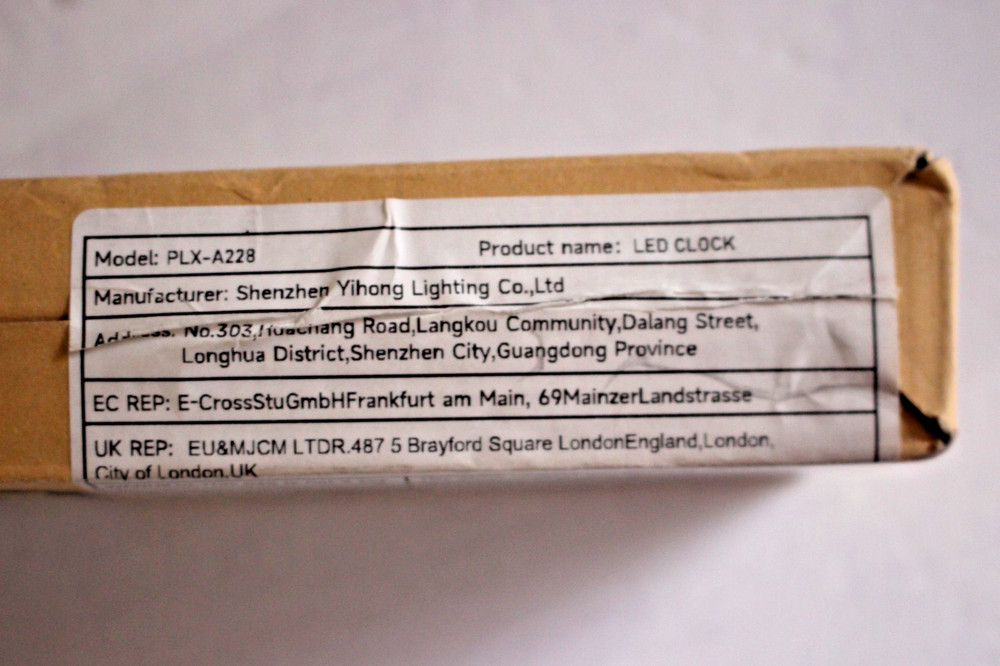 Model: PLX-A228 Product name: LED CLOCK
Manufacturer: Shenzhen Yihong Lighting Co.,Ltd
No.303, Road,Langkou Community,Dalang Street,
Longhua District,Shenzhen City,Guangdong Province
EC REP: E-CrossStuGmbHFrankfurt am Main, 69MainzerLandstrasse
UK REP: EU&MJCM LTDR.487 5 Brayford Square LondonEngland,London,
City of London,UK